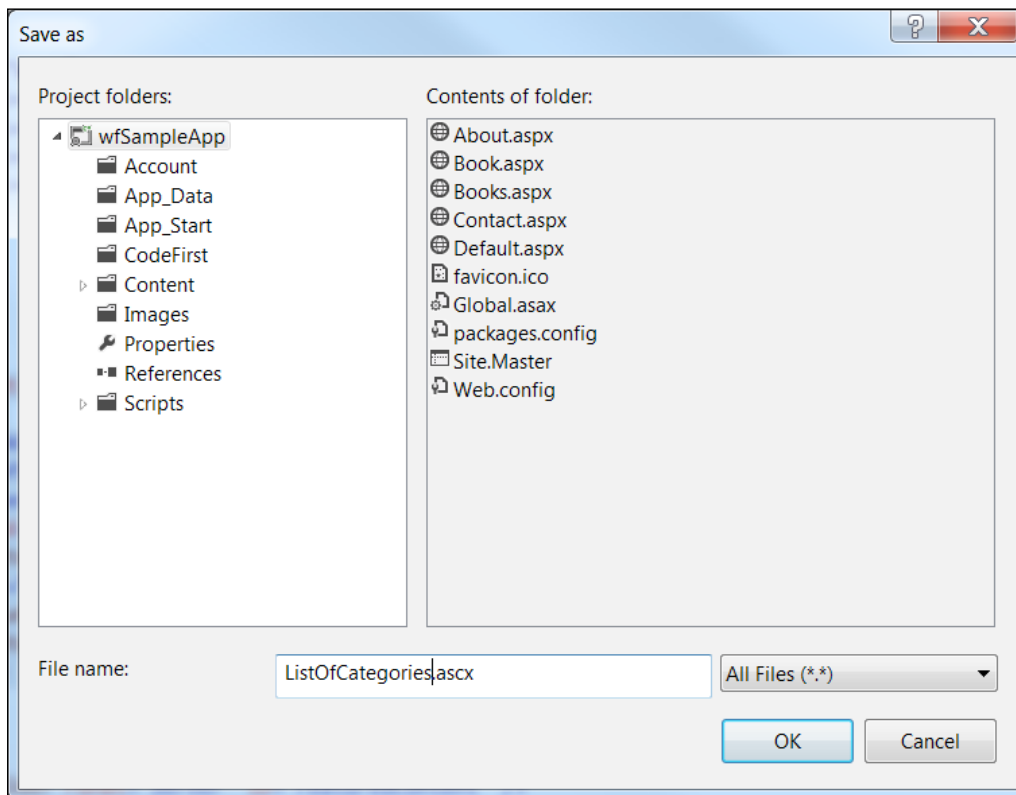 Save as
Project folders:
Contents of folder:
wfSampleApp
Account
App_Data
App_Start
CodeFirst
Content
Images
Properties
References
Scripts
About.aspx
Book.aspx
Books.aspx
Contact.aspx
Default.aspx
favicon.ico
Global.asax
packages.config
Site.Master
Web.config
File name:
ListOfCategories.ascx
All Files (*.*)
OK
Cancel